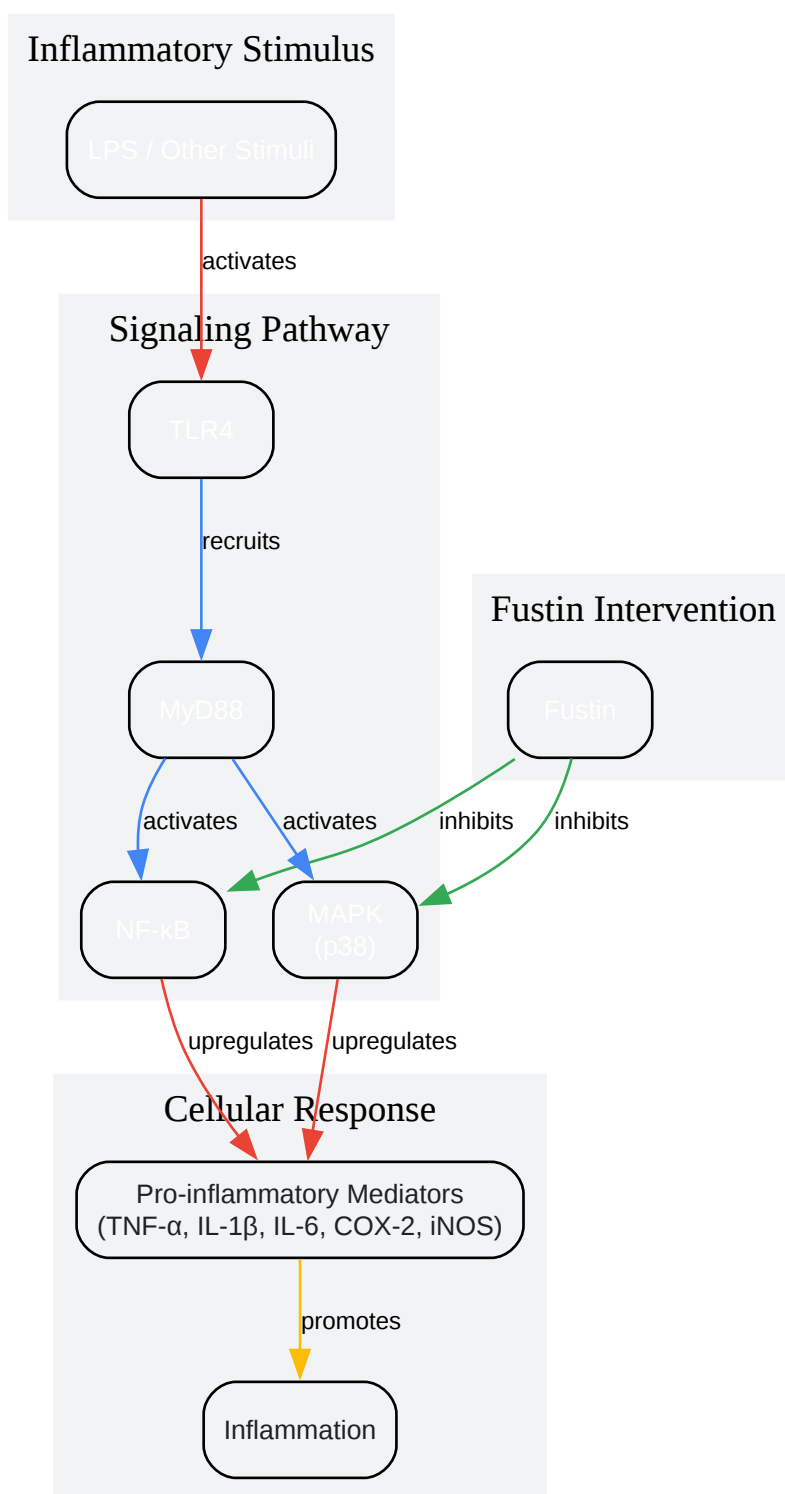 Inflammatory Stimulus
LPS / Other Stimuli
activates
Signaling Pathway
TLR4
recruits
Fustin Intervention
MyD88
Fustin
activates
activates
inhibits
inhibits
NF-κB
MAPK
(p38)
upregulates
upregulates
Cellular Response
Pro-inflammatory Mediators
(TNF-α, IL-1β, IL-6, COX-2, iNOS)
promotes
Inflammation